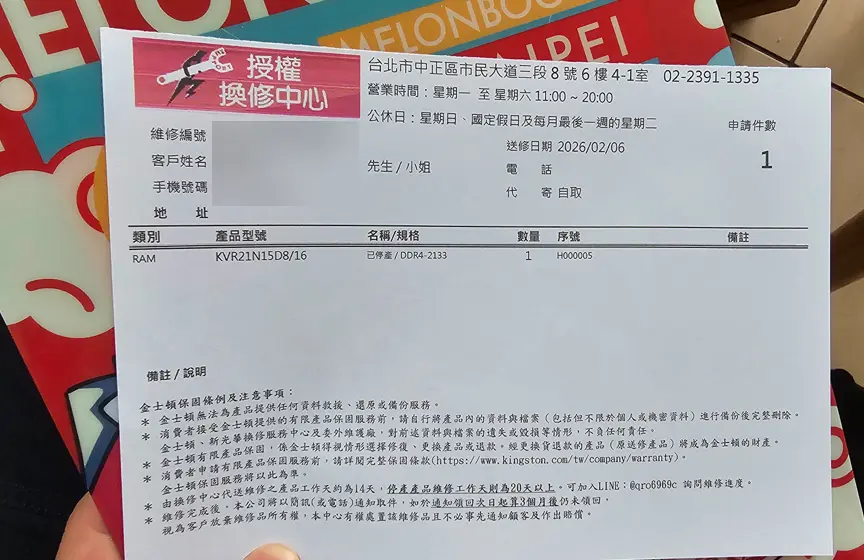 MELONBOO
IPEI
授權
換修中心
台北市中正區市民大道三段 8 號 6 樓 4-1室 02-2391-1335
營業時間：星期一 至 星期六 11:00 ~ 20:00
公休日：星期日、國定假日及每月最後一週的星期二
維修編號
送修日期 2026/02/06
申請件數
客戶姓名
先生 / 小姐
電 話
1
手機號碼
代 寄 自取
地 址
類別 產品型號 名稱/規格 數量 序號 備註
RAM KVR21N15D8/16 已停產 / DDR4-2133 1 H000005
備註 / 說明
金士頓保固條例及注意事項：
* 金士頓無法為產品提供任何資料救援、還原或備份服務。
* 消費者接受金士頓提供的有限產品保固服務前，請自行將產品內的資料與檔案（包括但不限於個人或機密資料）進行備份後完整刪除。
金士頓、新光華換修服務中心及委外維護廠，對前述資料與檔案的遺失或毀損等情形，不負任何責任。
* 金士頓有限產品保固，係金士頓得視情形選擇修復、更換產品或退款。經更換貨退款的產品（原送修產品）將成為金士頓的財產。
* 消費者申請有限產品保固服務前，請詳閱完整保固條款(https://www.kingston.com/tw/company/warranty)。
金士頓保固服務將以此為準。
* 由換修中心代送維修之產品工作天約為14天，停產產品維修工作天則為20天以上。可加入LINE：@qro6969c 詢問維修進度。
* 維修完成後，本公司將以簡訊(或電話)通知取件，如於通知領回次日起算3個月後仍未領回，
視為客戶放棄維修品所有權，本中心有權處置該維修品且不必事先通知顧客及作出賠償。